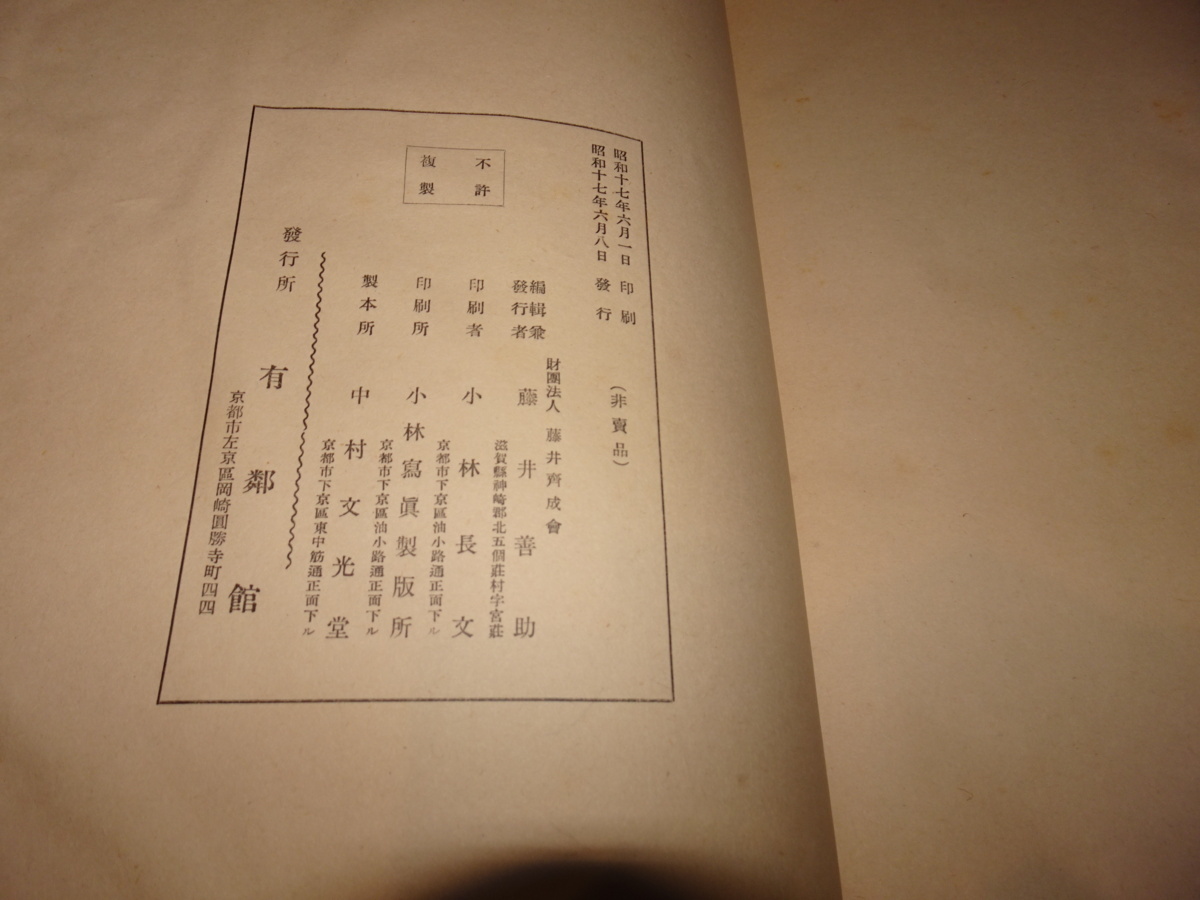 昭和十七年六月一日 印刷
昭和十七年六月八日 發行
(非賣品)
不許
複製
編輯兼
發行者
財團法人 藤井齊成會
藤井善助
滋賀縣神崎郡北五個莊村字宮莊
印刷者 小林長文
京都市下京區油小路通正面下ル
印刷所 小林寫眞製版所
京都市下京區油小路通正面下ル
製本所 中村文光堂
京都市下京區東中筋通正面下ル
發行所 有鄰館
京都市左京區岡崎圓勝寺町四四